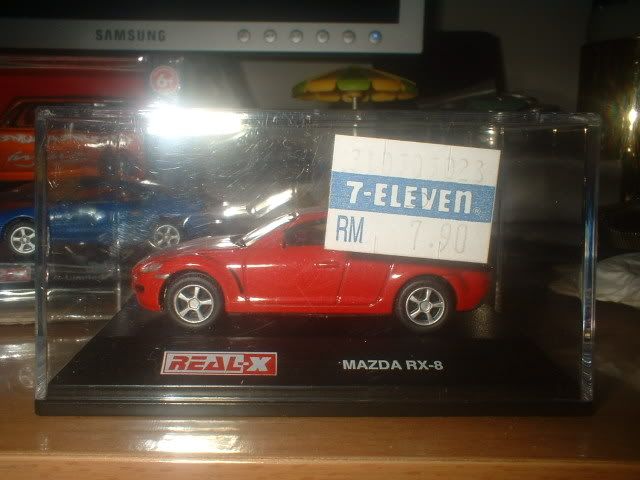 SAMSUNG
7-ELEVEN
RM 7.90
REAL-X
MAZDA RX-8